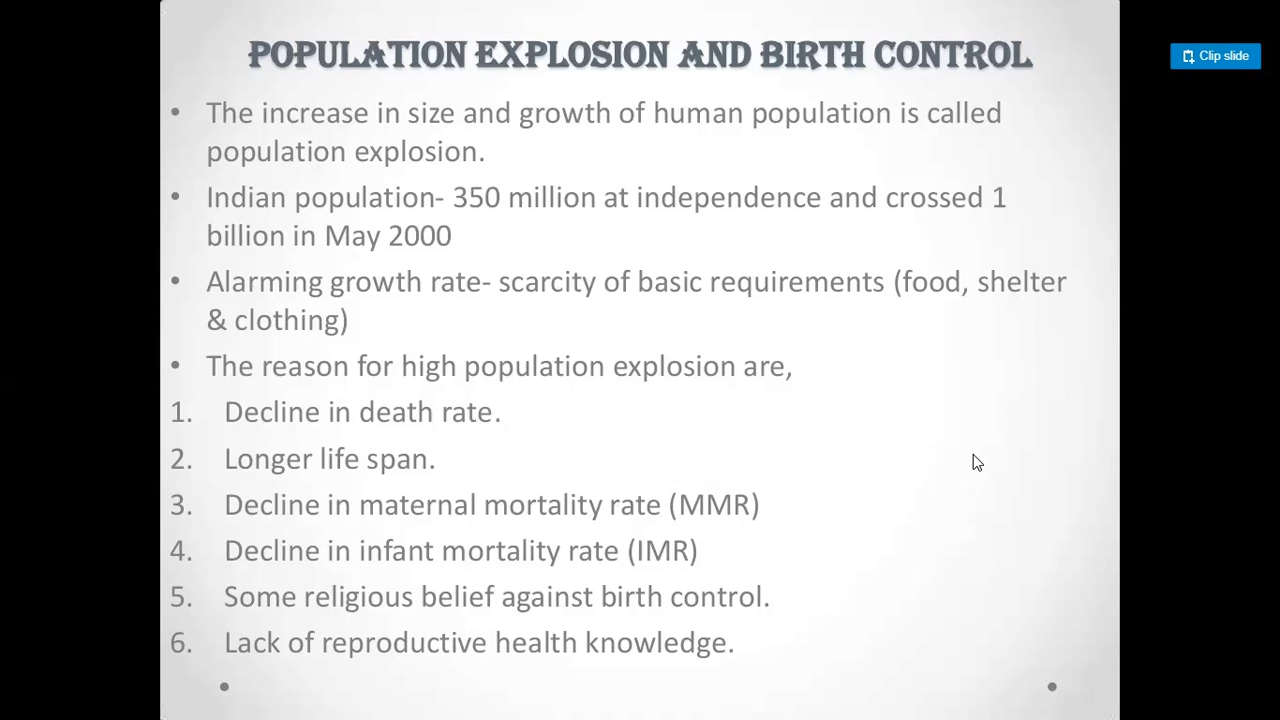 POPULATION EXPLOSION AND BIRTH CONTROL
Clip slide
• The increase in size and growth of human population is called
population explosion.
• Indian population- 350 million at independence and crossed 1
billion in May 2000
• Alarming growth rate- scarcity of basic requirements (food, shelter
& clothing)
• The reason for high population explosion are,
1. Decline in death rate.
2. Longer life span.
3. Decline in maternal mortality rate (MMR)
4. Decline in infant mortality rate (IMR)
5. Some religious belief against birth control.
6. Lack of reproductive health knowledge.